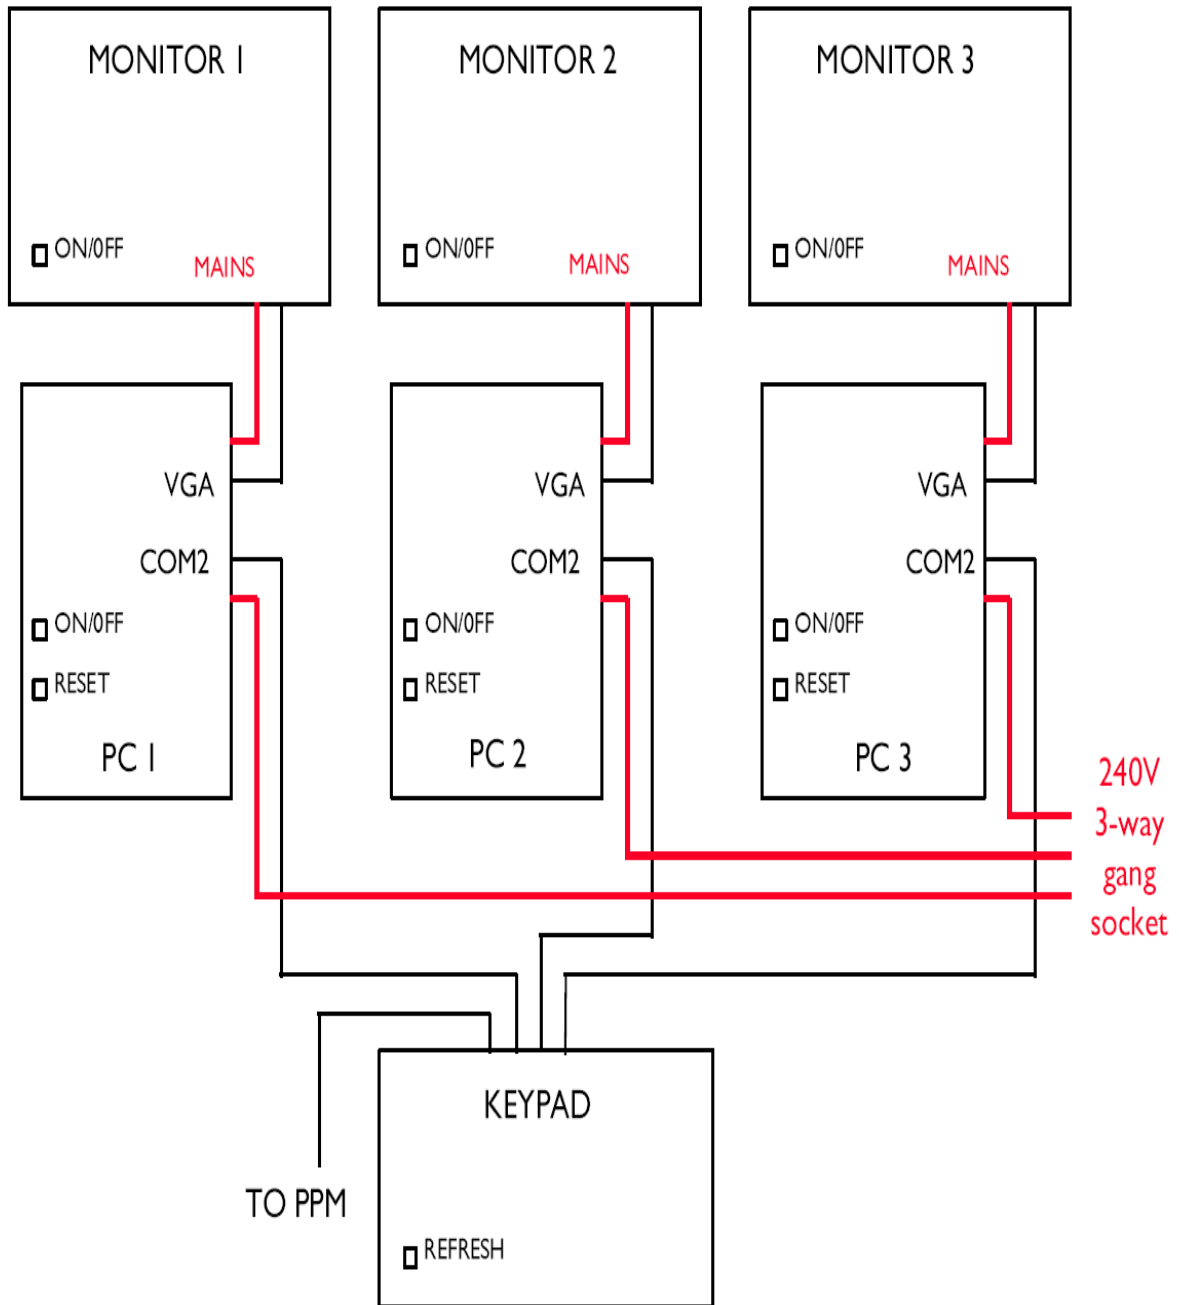 MONITOR 1
MONITOR 2
MONITOR 3
ON/OFF
MAINS
ON/OFF
MAINS
ON/OFF
MAINS
VGA
VGA
VGA
COM2
COM2
COM2
ON/OFF
ON/OFF
ON/OFF
RESET
RESET
RESET
PC 1
PC 2
PC 3
240V
3-way
gang
socket
KEYPAD
TO PPM
REFRESH